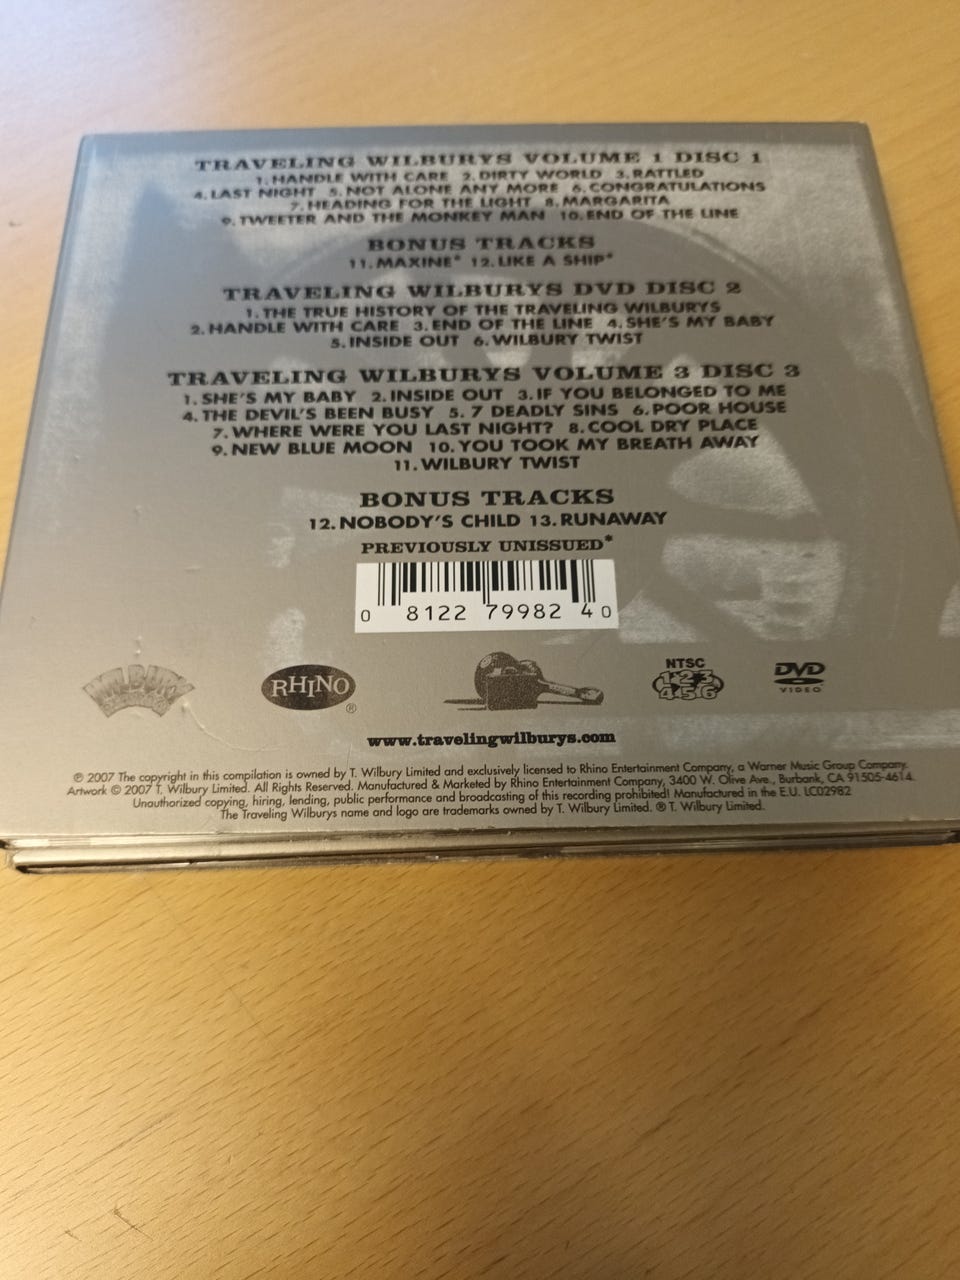 TRAVELING WILBURYS VOLUME 1 DISC 1
1. HANDLE WITH CARE 2. DIRTY WORLD 3. RATTLED
4. LAST NIGHT 5. NOT ALONE ANY MORE 6. CONGRATULATIONS
7. HEADING FOR THE LIGHT 8. MARGARITA
9. TWEETER AND THE MONKEY MAN 10. END OF THE LINE
BONUS TRACKS
11. MAXINE* 12. LIKE A SHIP*
TRAVELING WILBURYS DVD DISC 2
1. THE TRUE HISTORY OF THE TRAVELING WILBURYS
2. HANDLE WITH CARE 3. END OF THE LINE 4. SHE'S MY BABY
5. INSIDE OUT 6. WILBURY TWIST
TRAVELING WILBURYS VOLUME 3 DISC 3
1. SHE'S MY BABY 2. INSIDE OUT 3. IF YOU BELONGED TO ME
4. THE DEVIL'S BEEN BUSY 5. 7 DEADLY SINS 6. POOR HOUSE
7. WHERE WERE YOU LAST NIGHT? 8. COOL DRY PLACE
9. NEW BLUE MOON 10. YOU TOOK MY BREATH AWAY
11. WILBURY TWIST
BONUS TRACKS
12. NOBODY'S CHILD 13. RUNAWAY
PREVIOUSLY UNISSUED*
0 8122 79982 4 0
WILBURY
RHINO ®
NTSC
1 2 3
4 5 6
DVD
VIDEO
www.travelingwilburys.com
℗ 2007 The copyright in this compilation is owned by T. Wilbury Limited and exclusively licensed to Rhino Entertainment Company, a Warner Music Group Company.
Artwork © 2007 T. Wilbury Limited. All Rights Reserved. Manufactured & Marketed by Rhino Entertainment Company, 3400 W. Olive Ave., Burbank, CA 91505-4614.
Unauthorized copying, hiring, lending, public performance and broadcasting of this recording prohibited! Manufactured in the E.U. LC02982
The Traveling Wilburys name and logo are trademarks owned by T. Wilbury Limited. ® T. Wilbury Limited.